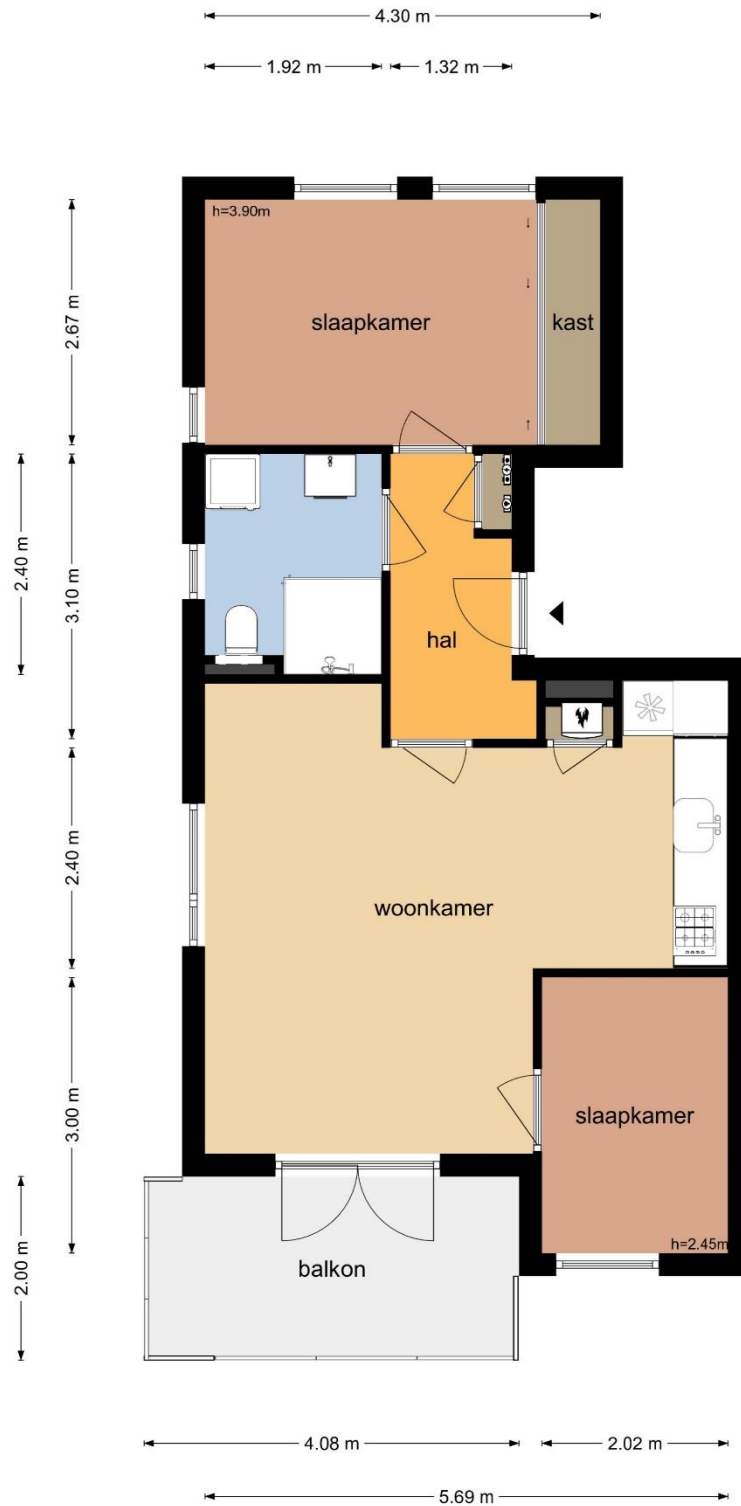 4.30 m
1.92 m
1.32 m
h=3.90m
2.67 m
slaapkamer
kast
2.40 m
3.10 m
hal
2.40 m
woonkamer
3.00 m
slaapkamer
h=2.45m
2.00 m
balkon
4.08 m
2.02 m
5.69 m